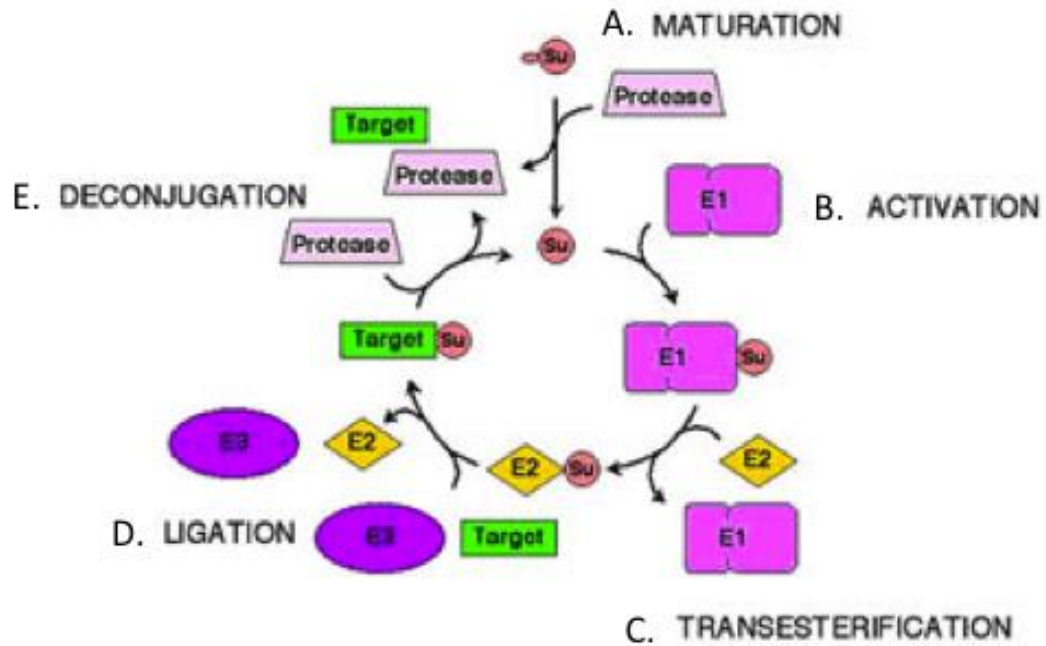 A. MATURATION
Su
Protease
Target
Protease
E1
E. DECONJUGATION
B. ACTIVATION
Protease
Su
Target Su
E1 Su
E3
E2
E2 Su
E2
D. LIGATION
E3
Target
E1
C. TRANSESTERIFICATION